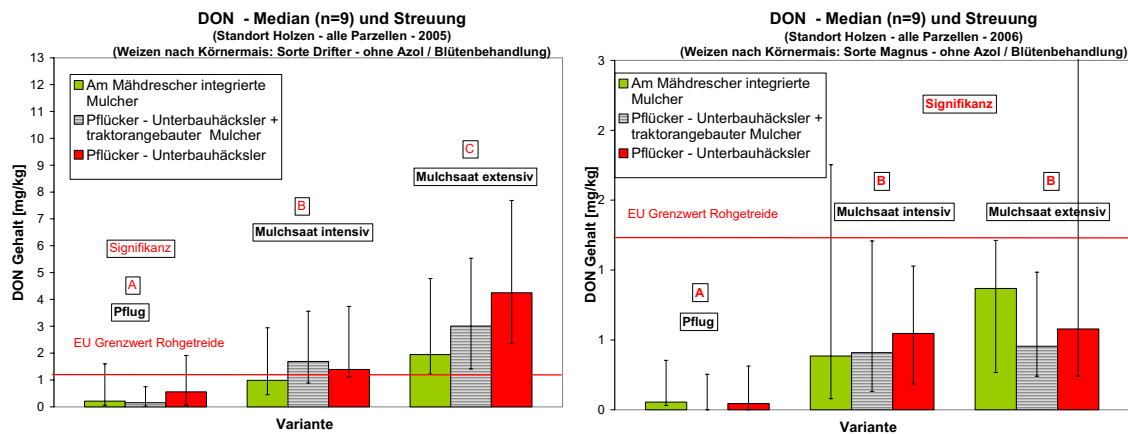 DON - Median (n=9) und Streuung
(Standort Holzen - alle Parzellen - 2005)
(Weizen nach Körnermais: Sorte Drifter - ohne Azol / Blütenbehandlung)
DON Gehalt [mg/kg]
13
12
11
10
9
8
7
6
5
4
3
2
1
0
Am Mähdrescher integrierte
Mulcher
Pflücker - Unterbauhäcksler +
traktorangebauter Mulcher
Pflücker - Unterbauhäcksler
C
Mulchsaat extensiv
B
Mulchsaat intensiv
Signifikanz
A
Pflug
EU Grenzwert Rohgetreide
Variante
DON - Median (n=9) und Streuung
(Standort Holzen - alle Parzellen - 2006)
(Weizen nach Körnermais: Sorte Magnus - ohne Azol / Blütenbehandlung)
DON Gehalt [mg/kg]
3
2
2
1
1
0
Am Mähdrescher integrierte
Mulcher
Pflücker - Unterbauhäcksler +
traktorangebauter Mulcher
Pflücker - Unterbauhäcksler
Signifikanz
B
B
Mulchsaat intensiv
Mulchsaat extensiv
EU Grenzwert Rohgetreide
A
Pflug
Variante